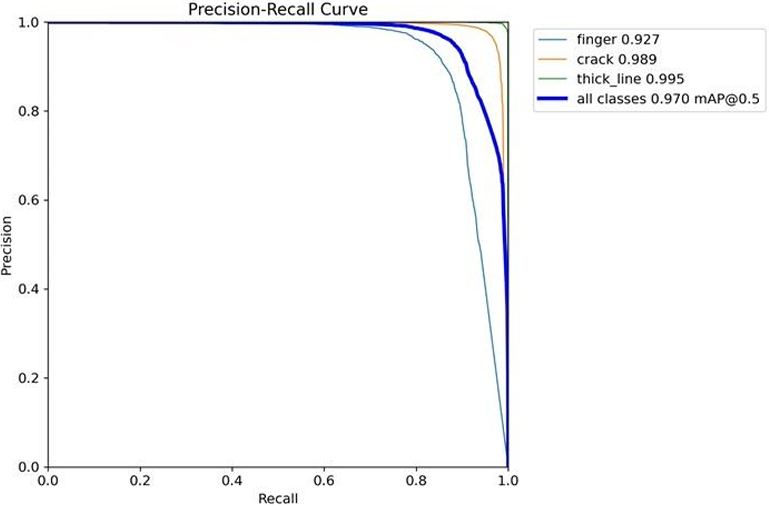 Precision-Recall Curve
1.0
0.8
0.6
0.4
0.2
0.0
Precision
0.0 0.2 0.4 0.6 0.8 1.0
Recall
finger 0.927
crack 0.989
thick_line 0.995
all classes 0.970 mAP@0.5